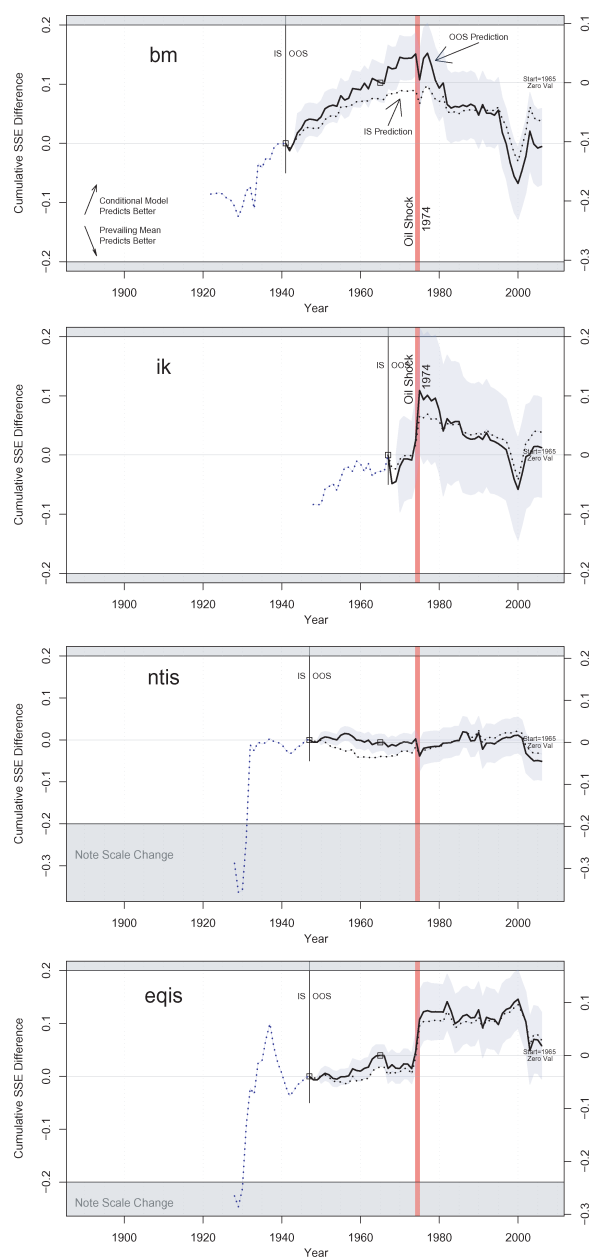 bm
IS OOS
OOS Prediction
IS Prediction
Start=1965
Zero Val
Conditional Model
Predicts Better
Prevailing Mean
Predicts Better
Oil Shock
1974
Cumulative SSE Difference
0.2
0.1
0.0
−0.1
−0.2
0.1
0
−0.1
−0.2
−0.3
1900 1920 1940 1960 1980 2000
Year
ik
IS OOS
Oil Shock
1974
Start=1965
Zero Val
Cumulative SSE Difference
0.2
0.1
0.0
−0.1
−0.2
0.2
0.1
0
−0.1
−0.2
1900 1920 1940 1960 1980 2000
Year
ntis
IS OOS
Start=1965
Zero Val
Note Scale Change
Cumulative SSE Difference
0.2
0.1
0.0
−0.1
−0.2
−0.3
0.2
0.1
0
−0.1
−0.2
−0.3
1900 1920 1940 1960 1980 2000
Year
eqis
IS OOS
Start=1965
Zero Val
Note Scale Change
Cumulative SSE Difference
0.2
0.1
0.0
−0.1
−0.2
0.1
0
−0.1
−0.2
−0.3
1900 1920 1940 1960 1980 2000
Year